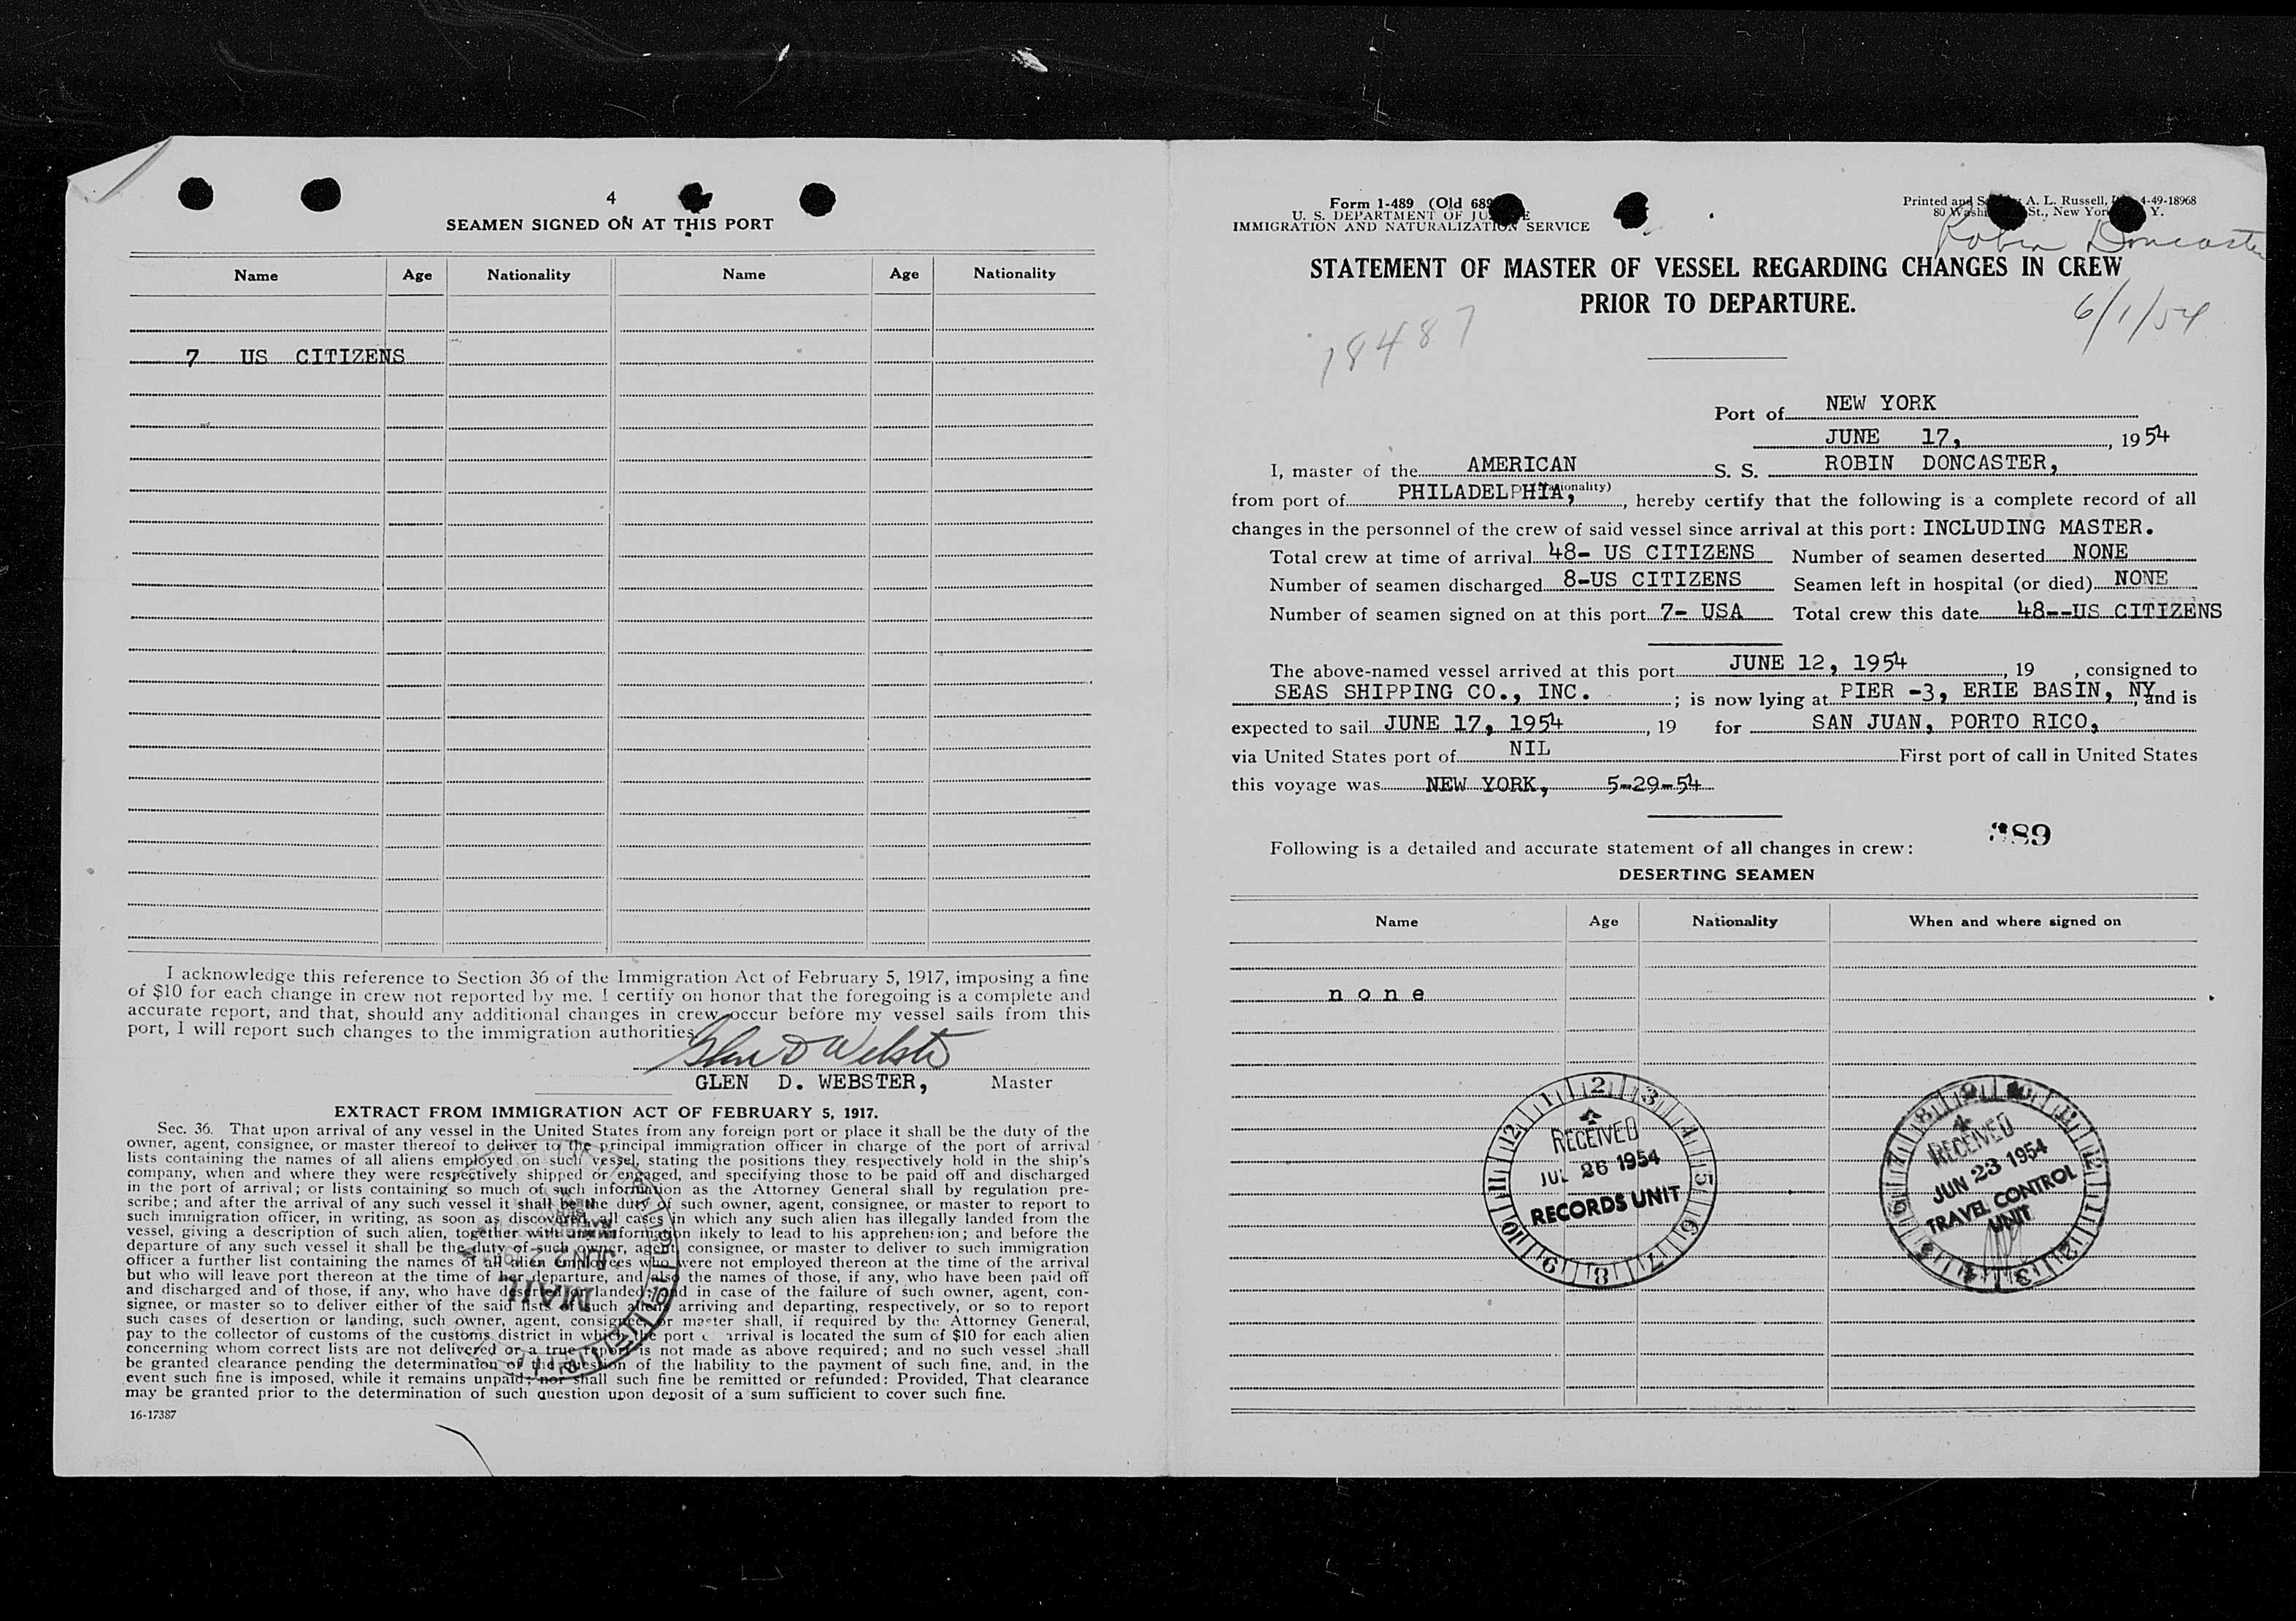 4
SEAMEN SIGNED ON AT THIS PORT
Name Age Nationality Name Age Nationality
7 US CITIZENS
I acknowledge this reference to Section 36 of the Immigration Act of February 5, 1917, imposing a fine
of $10 for each change in crew not reported by me. I certify on honor that the foregoing is a complete and
accurate report, and that, should any additional changes in crew occur before my vessel sails from this
port, I will report such changes to the immigration authorities.
Glen D Webster
GLEN D. WEBSTER, Master
EXTRACT FROM IMMIGRATION ACT OF FEBRUARY 5, 1917.
Sec. 36. That upon arrival of any vessel in the United States from any foreign port or place it shall be the duty of the
owner, agent, consignee, or master thereof to deliver to the principal immigration officer in charge of the port of arrival
lists containing the names of all aliens employed on such vessel, stating the positions they respectively hold in the ship's
company, when and where they were respectively shipped or engaged, and specifying those to be paid off and discharged
in the port of arrival; or lists containing so much of such information as the Attorney General shall by regulation pre-
scribe; and after the arrival of any such vessel it shall be the duty of such owner, agent, consignee, or master to report to
such immigration officer, in writing, as soon as discovered, all cases in which any such alien has illegally landed from the
vessel, giving a description of such alien, together with any information likely to lead to his apprehension; and before the
departure of any such vessel it shall be the duty of such owner, agent, consignee, or master to deliver to such immigration
officer a further list containing the names of all alien employees who were not employed thereon at the time of the arrival
but who will leave port thereon at the time of her departure, and also the names of those, if any, who have been paid off
and discharged and of those, if any, who have deserted or landed; and in case of the failure of such owner, agent, con-
signee, or master so to deliver either of the said lists of such aliens arriving and departing, respectively, or so to report
such cases of desertion or landing, such owner, agent, consignee, or master shall, if required by the Attorney General,
pay to the collector of customs of the customs district in which the port of arrival is located the sum of $10 for each alien
concerning whom correct lists are not delivered or a true report is not made as above required; and no such vessel shall
be granted clearance pending the determination of the question of the liability to the payment of such fine, and, in the
event such fine is imposed, while it remains unpaid; nor shall such fine be remitted or refunded: Provided, That clearance
may be granted prior to the determination of such question upon deposit of a sum sufficient to cover such fine.
MAIL
16-17387
Form 1-489 (Old 689
U. S. DEPARTMENT OF JUSTICE
IMMIGRATION AND NATURALIZATION SERVICE
Printed and A. L. Russell, 4-49-18968
80 St., New York Y.
Robin Doncaster
STATEMENT OF MASTER OF VESSEL REGARDING CHANGES IN CREW
PRIOR TO DEPARTURE.
6/1/54
18487
Port of NEW YORK
JUNE 17, , 1954
I, master of the AMERICAN S. S. ROBIN DONCASTER,
(Nationality)
from port of PHILADELPHIA, , hereby certify that the following is a complete record of all
changes in the personnel of the crew of said vessel since arrival at this port: INCLUDING MASTER.
Total crew at time of arrival 48- US CITIZENS Number of seamen deserted NONE
Number of seamen discharged 8-US CITIZENS Seamen left in hospital (or died) NONE
Number of seamen signed on at this port 7- USA Total crew this date 48--US CITIZENS
The above-named vessel arrived at this port JUNE 12, 1954 , 19 , consigned to
SEAS SHIPPING CO., INC. ; is now lying at PIER -3, ERIE BASIN, NY, and is
expected to sail JUNE 17, 1954 , 19 for SAN JUAN, PORTO RICO,
via United States port of NIL First port of call in United States
this voyage was NEW YORK, 5-29-54
389
Following is a detailed and accurate statement of all changes in crew:
DESERTING SEAMEN
Name Age Nationality When and where signed on
none
RECEIVED
JUL 26 1954
RECORDS UNIT
RECEIVED
JUN 23 1954
TRAVEL CONTROL
UNIT